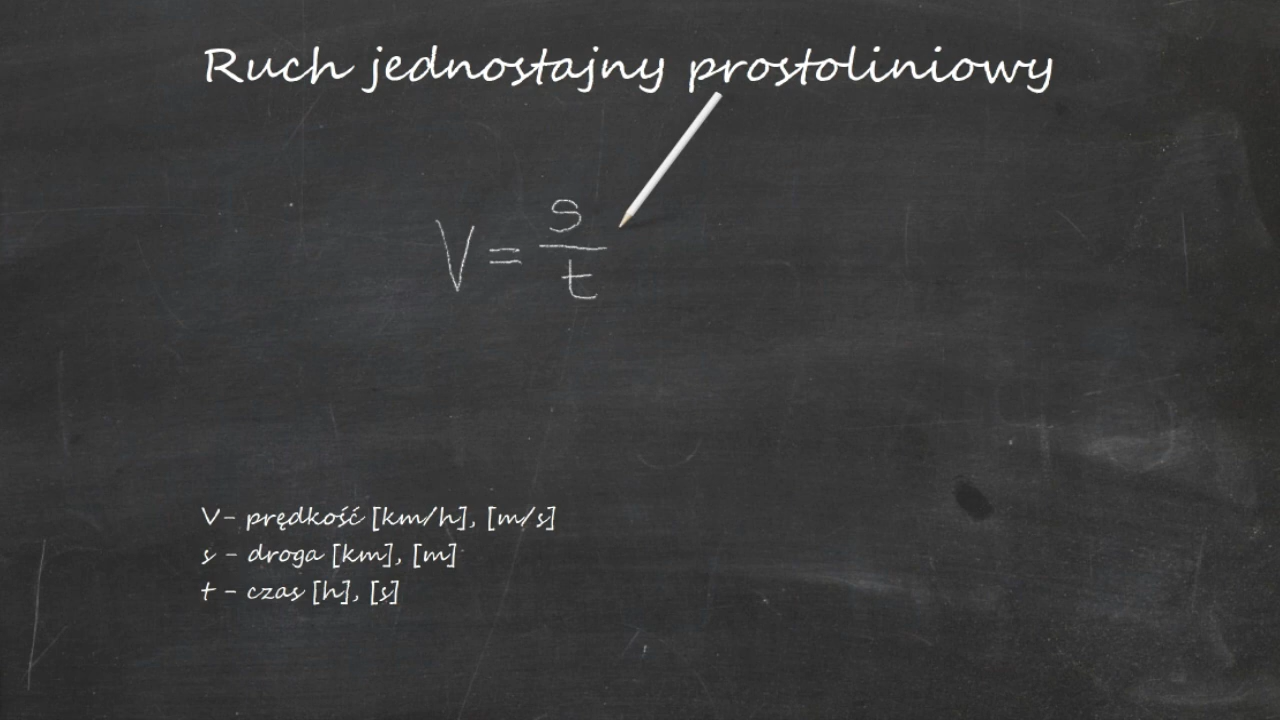 Ruch jednostajny prostoliniowy
V = s/t
V- prędkość [km/h], [m/s]
s - droga [km], [m]
t - czas [h], [s]